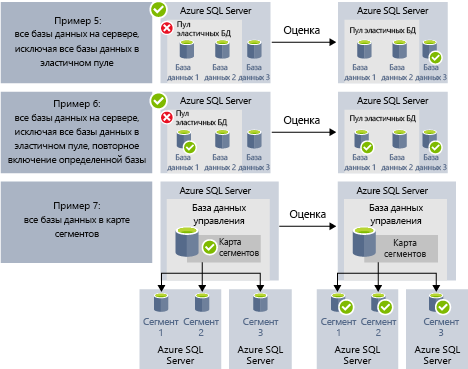 Пример 5:
все базы данных на сервере,
исключая все базы данных в
эластичном пуле
Azure SQL Server
Пул
эластичных БД
База
данных 1
База
данных 2
База
данных 3
Оценка
Azure SQL Server
Пул эластичных БД
База
данных 1
База
данных 2
База
данных 3
Пример 6:
все базы данных на сервере,
исключая все базы данных в
эластичном пуле, повторное
включение определенной базы
Azure SQL Server
Пул
эластичных БД
База
данных 1
База
данных 2
База
данных 3
Оценка
Azure SQL Server
Пул эластичных БД
База
данных 1
База
данных 2
База
данных 3
Пример 7:
все базы данных в карте
сегментов
Azure SQL Server
База данных
управления
Карта
сегментов
Оценка
Azure SQL Server
База данных
управления
Карта
сегментов
Сегмент
1
Сегмент
2
Azure SQL
Server
Сегмент
3
Azure SQL
Server
Сегмент
1
Сегмент
2
Azure SQL
Server
Сегмент
3
Azure SQL
Server